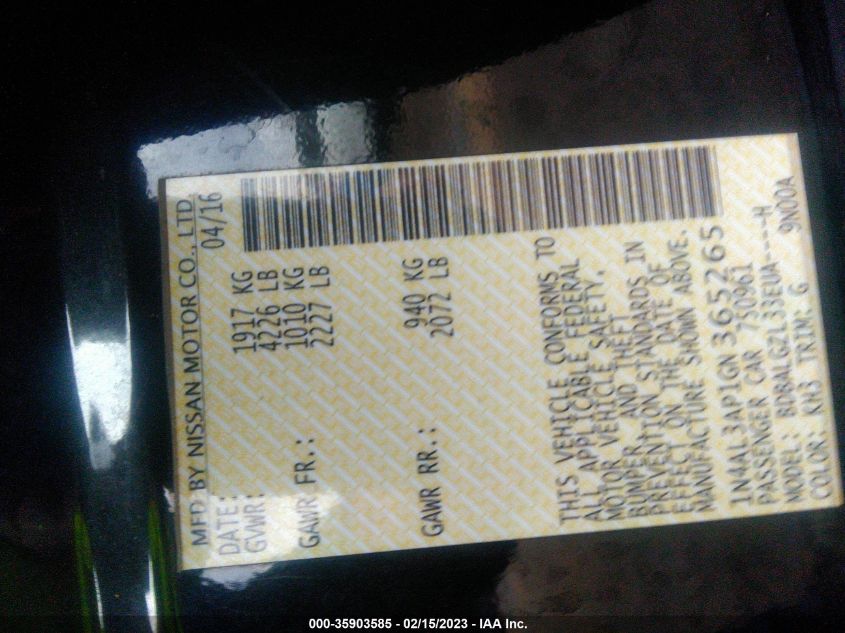 MFD BY NISSAN MOTOR CO., LTD.
DATE: 04/16
GVWR: 1917 KG
4226 LB
GAWR FR.: 1010 KG
2227 LB
GAWR RR.: 940 KG
2072 LB
THIS VEHICLE CONFORMS TO
ALL APPLICABLE FEDERAL
MOTOR VEHICLE SAFETY,
BUMPER AND THEFT
PREVENTION STANDARDS IN
EFFECT ON THE DATE OF
MANUFACTURE SHOWN ABOVE.
1N4AL3AP1GN365265
PASSENGER CAR 750961
MODEL: BDBALGZL33EUA----H
COLOR: KH3 TRIM: G 9N00A
000-35903585 - 02/15/2023 - IAA Inc.